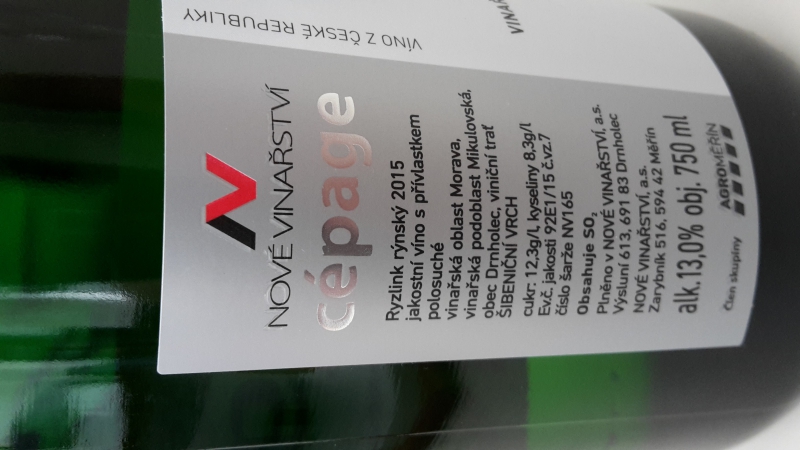 NOVÉ VINAŘSTVÍ
cépage
Ryzlink rýnský 2015
jakostní víno s přívlastkem
polosuché
vinařská oblast Morava,
vinařská podoblast Mikulovská,
obec Drnholec, viniční trať
ŠIBENIČNÍ VRCH
cukr: 12,3g/l, kyseliny 8,3g/l
Ev.č. jakosti 92E1/15 č.vz.7
číslo šarže NV165
Obsahuje SO2
Plněno v NOVÉ VINAŘSTVÍ, a.s.
Výsluní 613, 691 83 Drnholec
NOVÉ VINAŘSTVÍ, a.s.
Zarybník 516, 594 42 Měřín
alk.13,0% obj. 750 ml
Člen skupiny AGROMĚŘÍN
VÍNO Z ČESKÉ REPUBLIKY